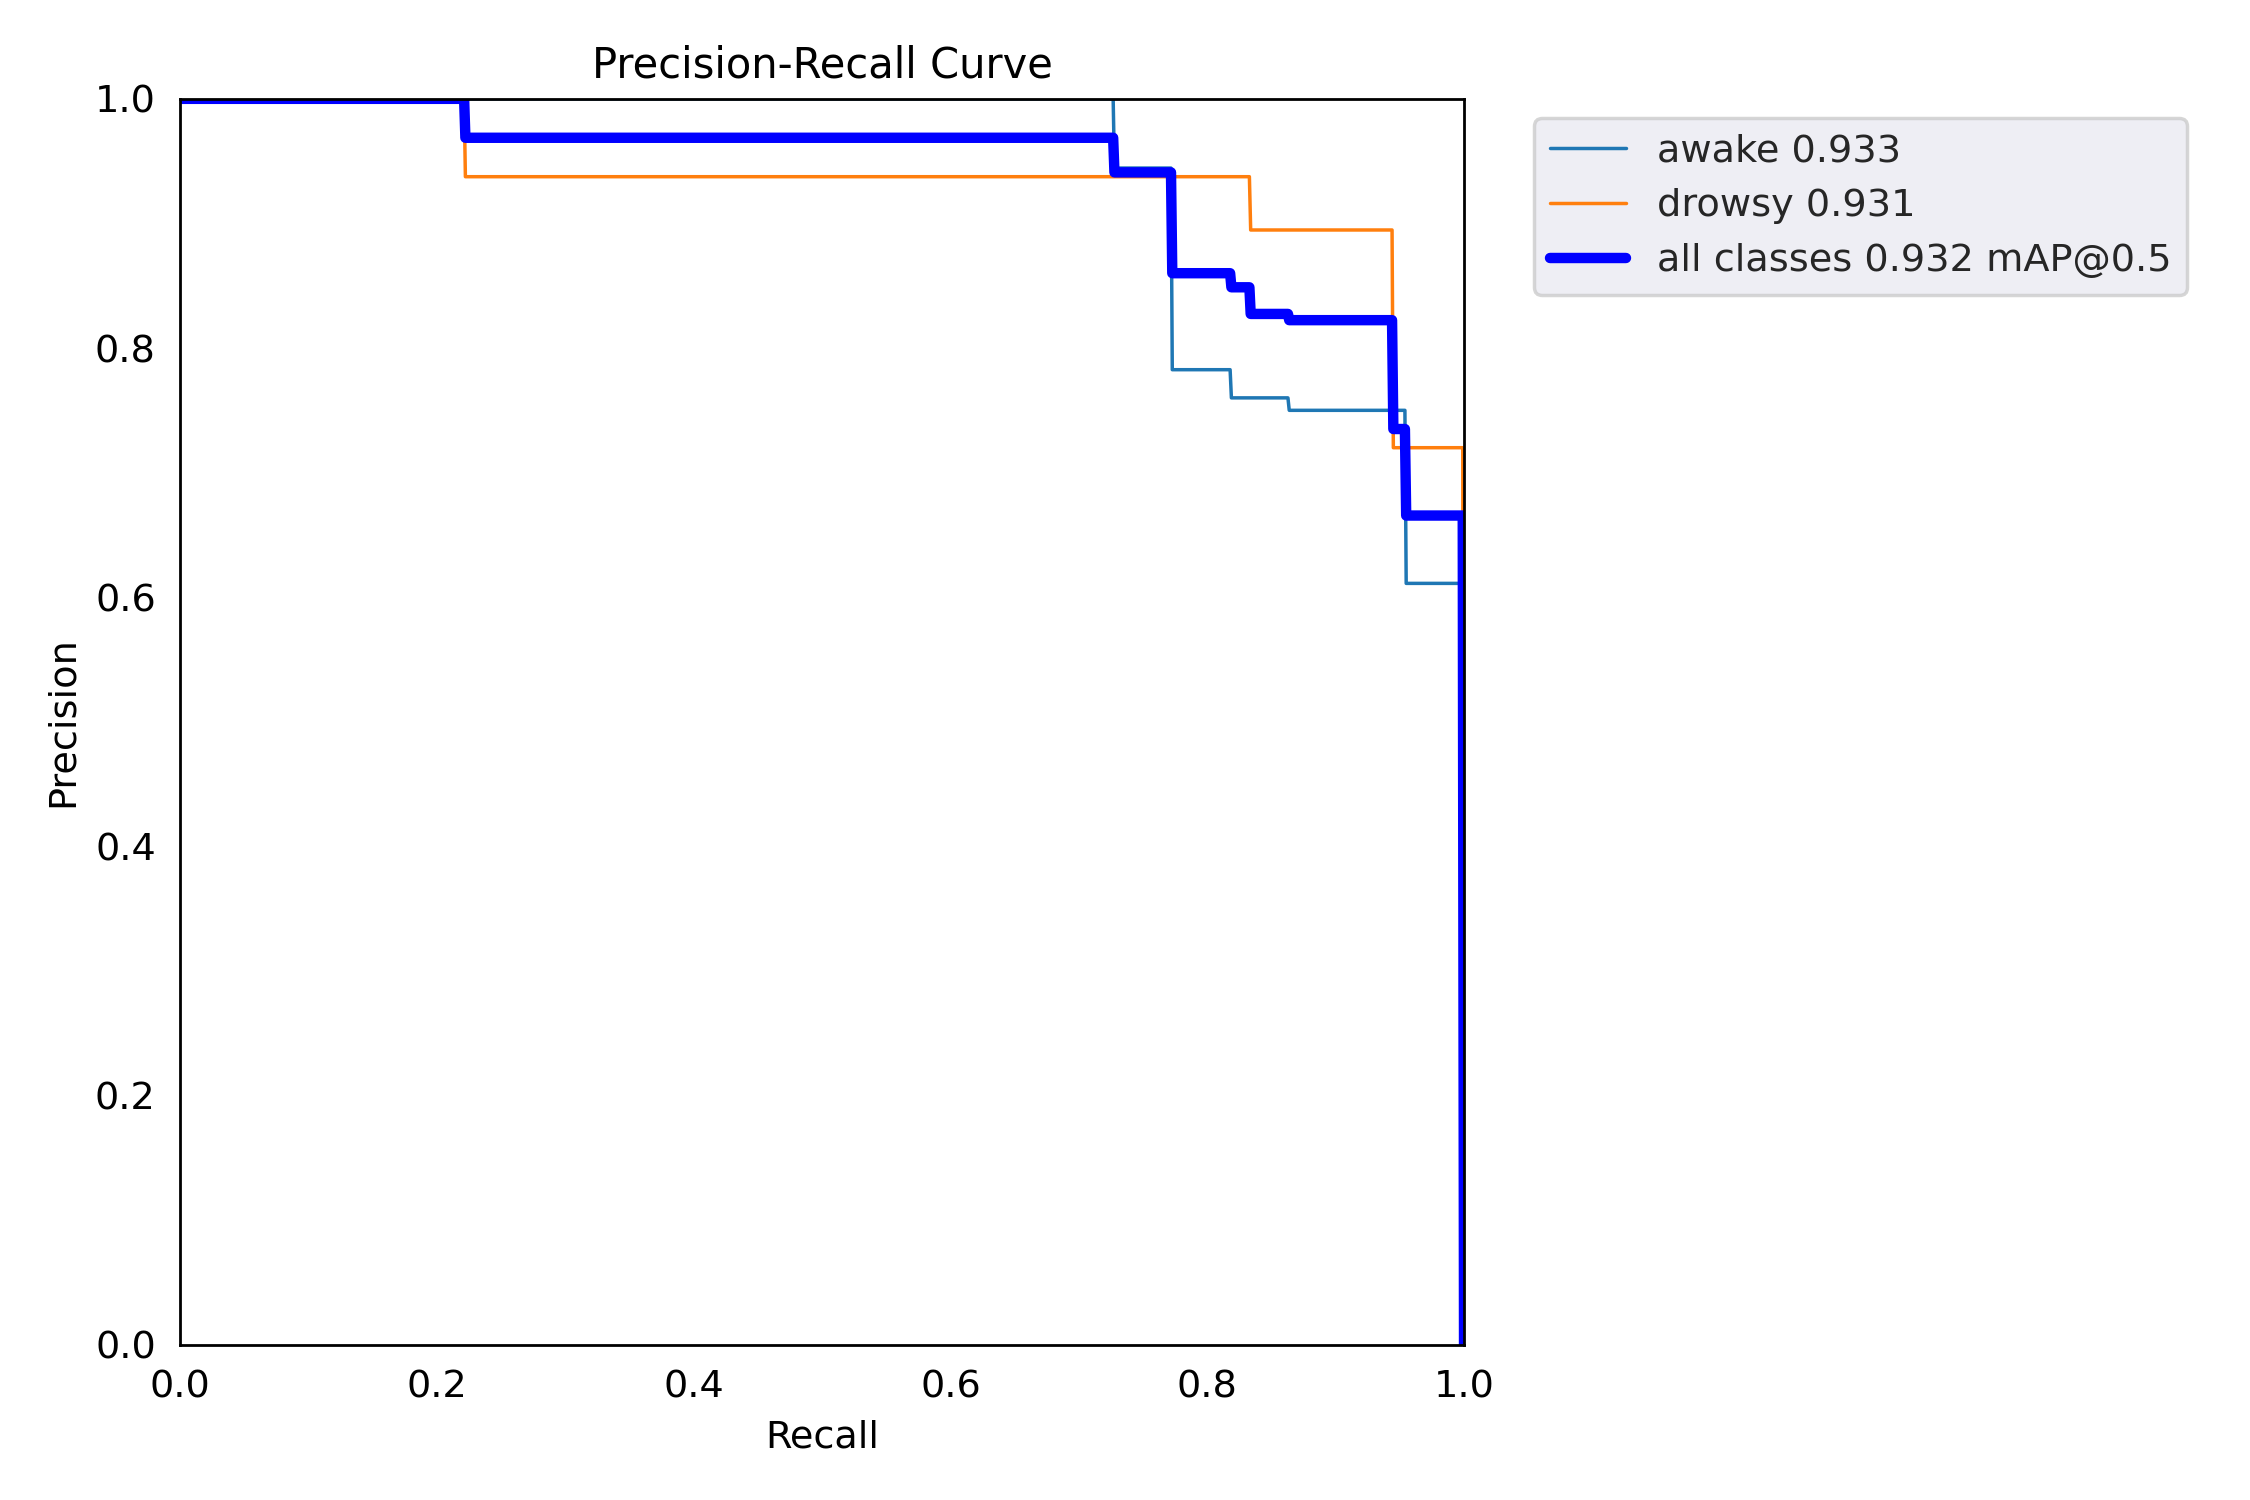 Precision-Recall Curve
awake 0.933
drowsy 0.931
all classes 0.932 mAP@0.5
Precision
1.0
0.8
0.6
0.4
0.2
0.0
0.0 0.2 0.4 0.6 0.8 1.0
Recall